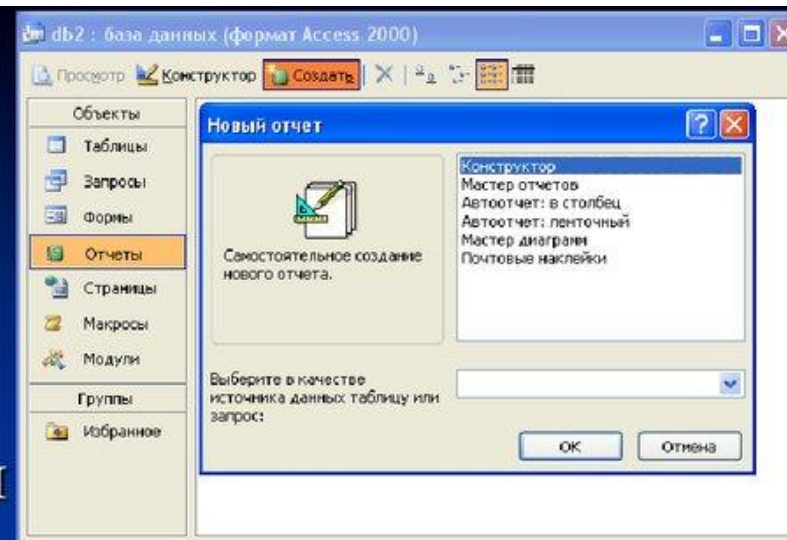 db2 : база данных (формат Access 2000)
Просмотр Конструктор Создать
Объекты
Таблицы
Запросы
Формы
Отчеты
Страницы
Макросы
Модули
Группы
Избранное
Новый отчет
Самостоятельное создание
нового отчета.
Конструктор
Мастер отчетов
Автоотчет: в столбец
Автоотчет: ленточный
Мастер диаграмм
Почтовые наклейки
Выберите в качестве
источника данных таблицу или
запрос:
ОК
Отмена